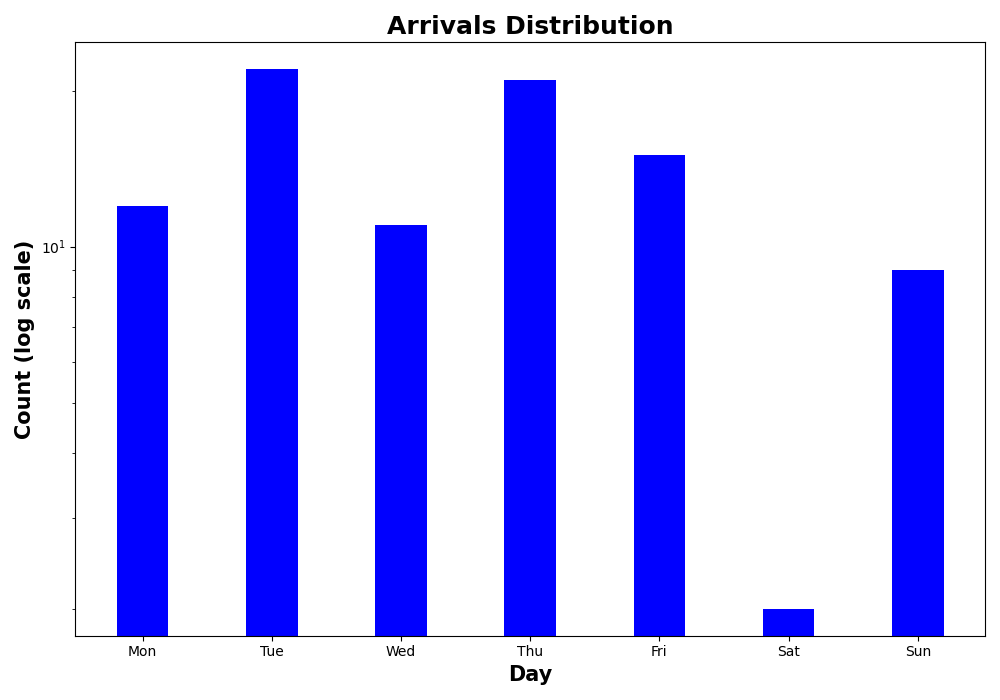 Arrivals Distribution
Count (log scale)
10¹
Mon Tue Wed Thu Fri Sat Sun
Day